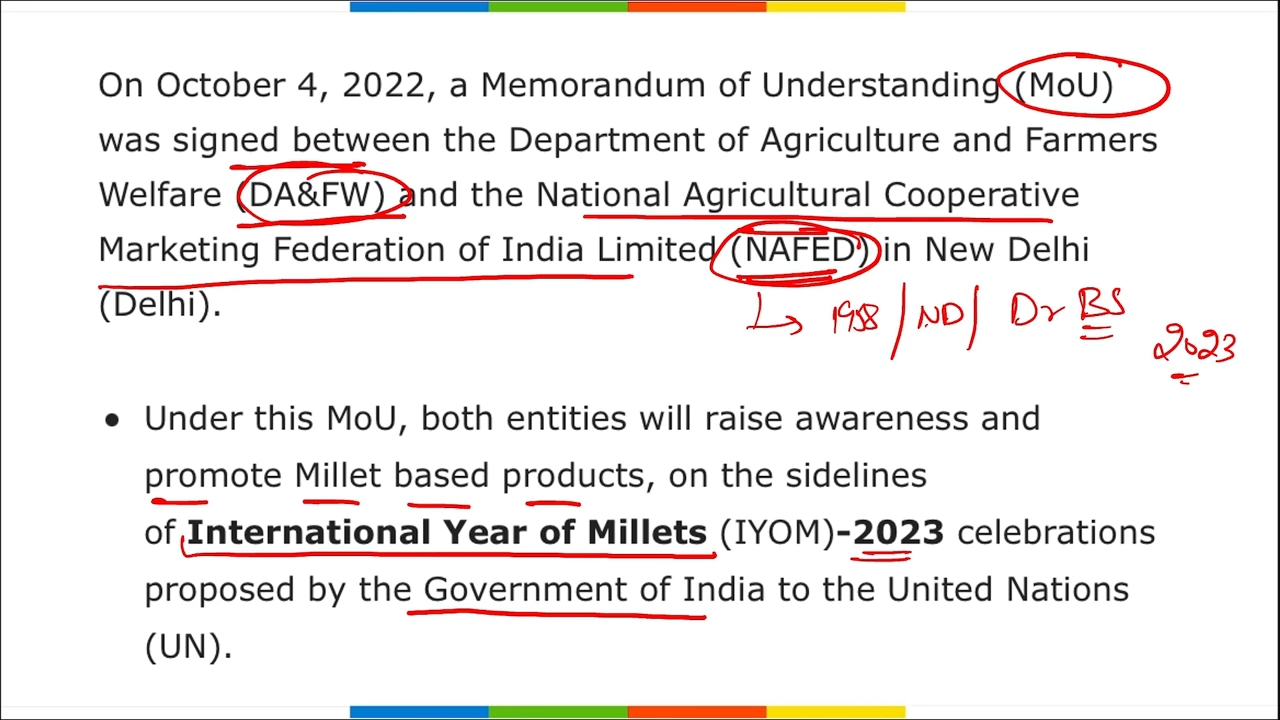 On October 4, 2022, a Memorandum of Understanding (MoU)
was signed between the Department of Agriculture and Farmers
Welfare (DA&FW) and the National Agricultural Cooperative
Marketing Federation of India Limited (NAFED) in New Delhi
(Delhi).
1958 / ND / Dr BS
2023
• Under this MoU, both entities will raise awareness and
promote Millet based products, on the sidelines
of International Year of Millets (IYOM)-2023 celebrations
proposed by the Government of India to the United Nations
(UN).